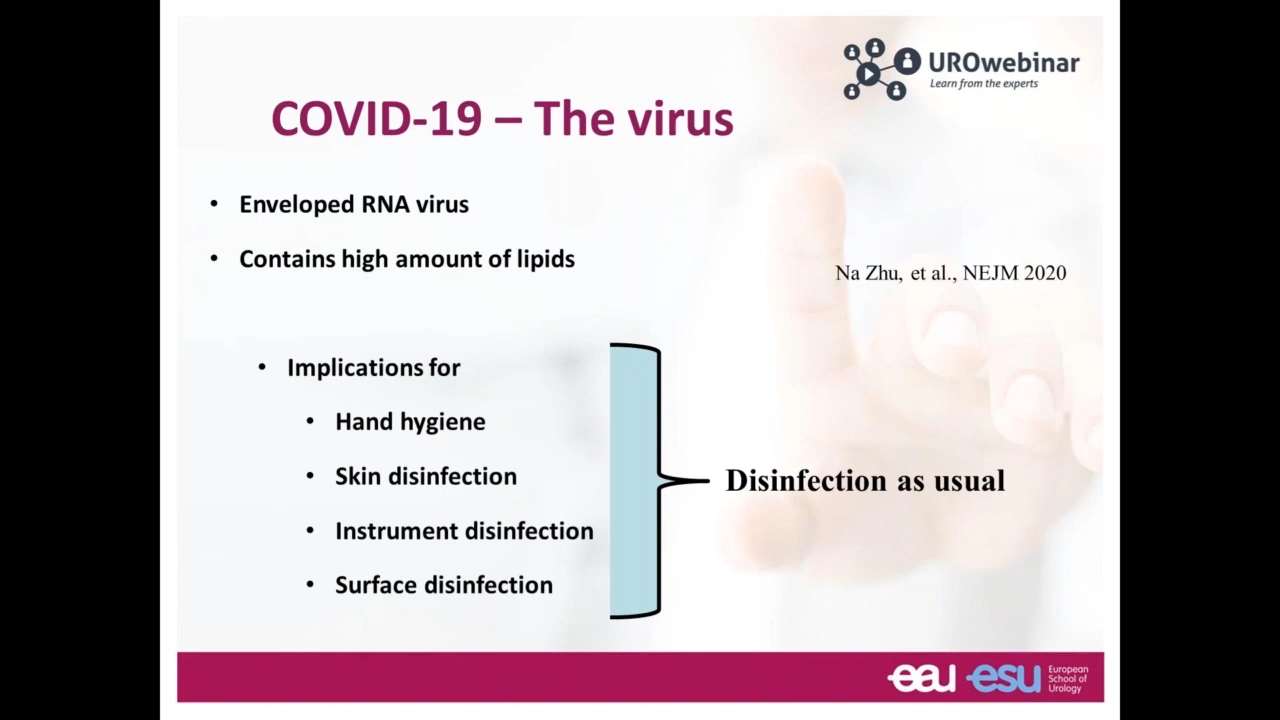 UROwebinar
Learn from the experts
COVID-19 – The virus
• Enveloped RNA virus
• Contains high amount of lipids
Na Zhu, et al., NEJM 2020
• Implications for
• Hand hygiene
• Skin disinfection
• Instrument disinfection
• Surface disinfection
Disinfection as usual
eau esu
European
School of
Urology